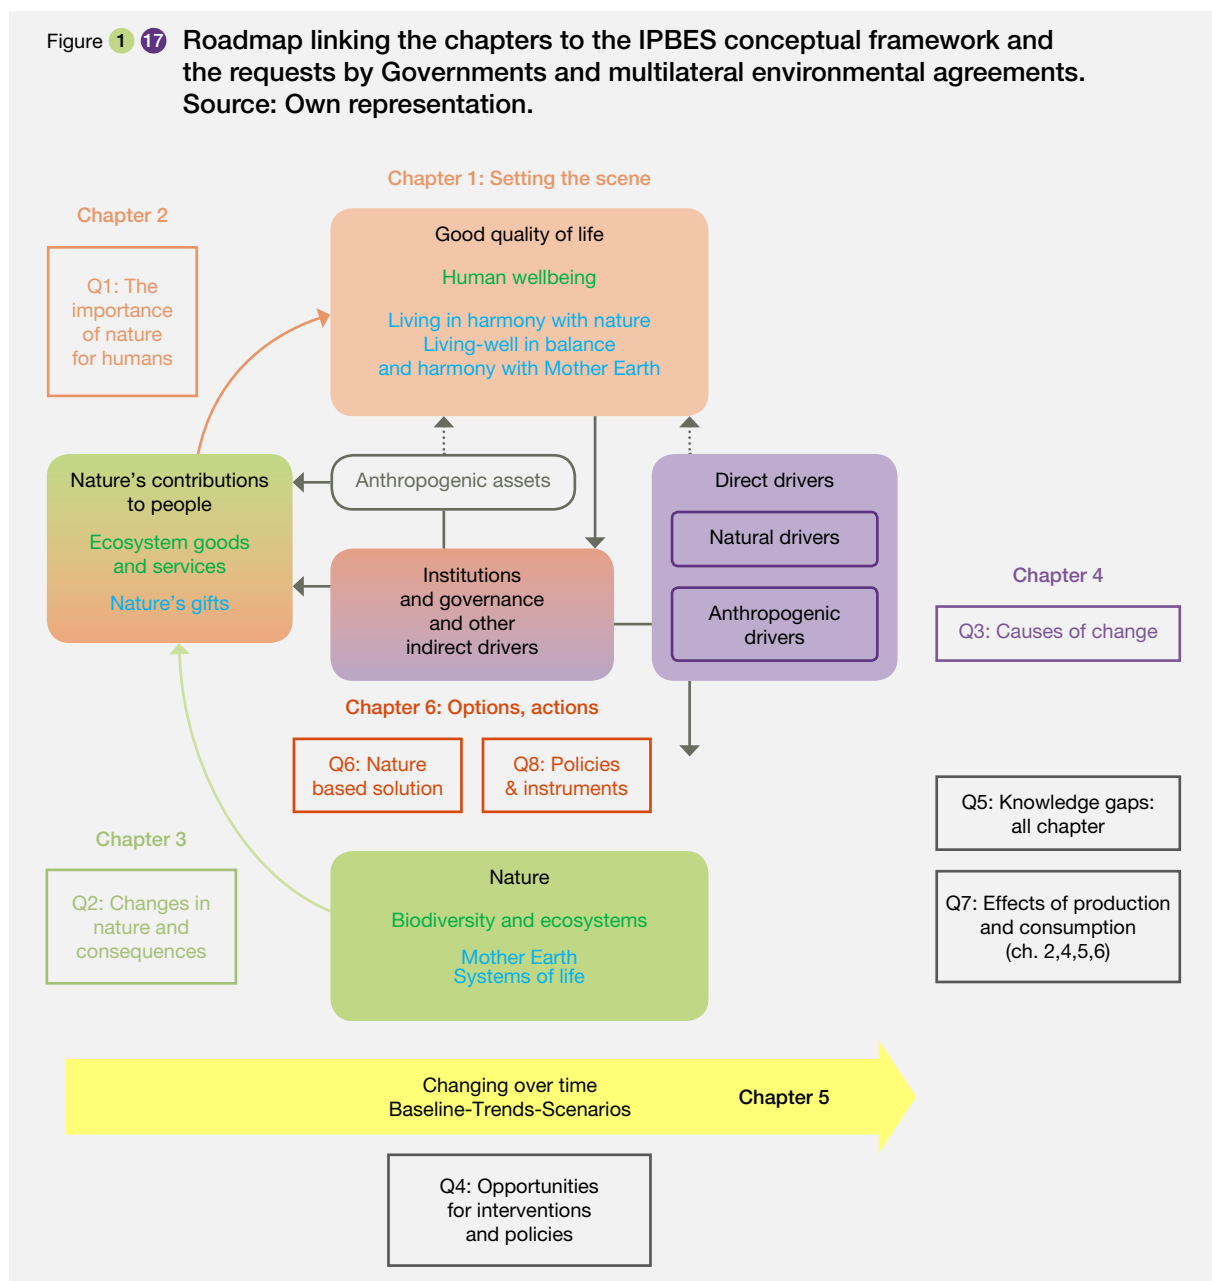 Figure 1 17 Roadmap linking the chapters to the IPBES conceptual framework and
the requests by Governments and multilateral environmental agreements.
Source: Own representation.
Chapter 1: Setting the scene
Chapter 2
Q1: The
importance
of nature
for humans
Good quality of life
Human wellbeing
Living in harmony with nature
Living-well in balance
and harmony with Mother Earth
Nature’s contributions
to people
Ecosystem goods
and services
Nature’s gifts
Anthropogenic assets
Institutions
and governance
and other
indirect drivers
Direct drivers
Natural drivers
Anthropogenic
drivers
Chapter 4
Q3: Causes of change
Chapter 6: Options, actions
Q6: Nature
based solution
Q8: Policies
& instruments
Q5: Knowledge gaps:
all chapter
Q7: Effects of production
and consumption
(ch. 2,4,5,6)
Chapter 3
Q2: Changes in
nature and
consequences
Nature
Biodiversity and ecosystems
Mother Earth
Systems of life
Changing over time
Baseline-Trends-Scenarios
Chapter 5
Q4: Opportunities
for interventions
and policies